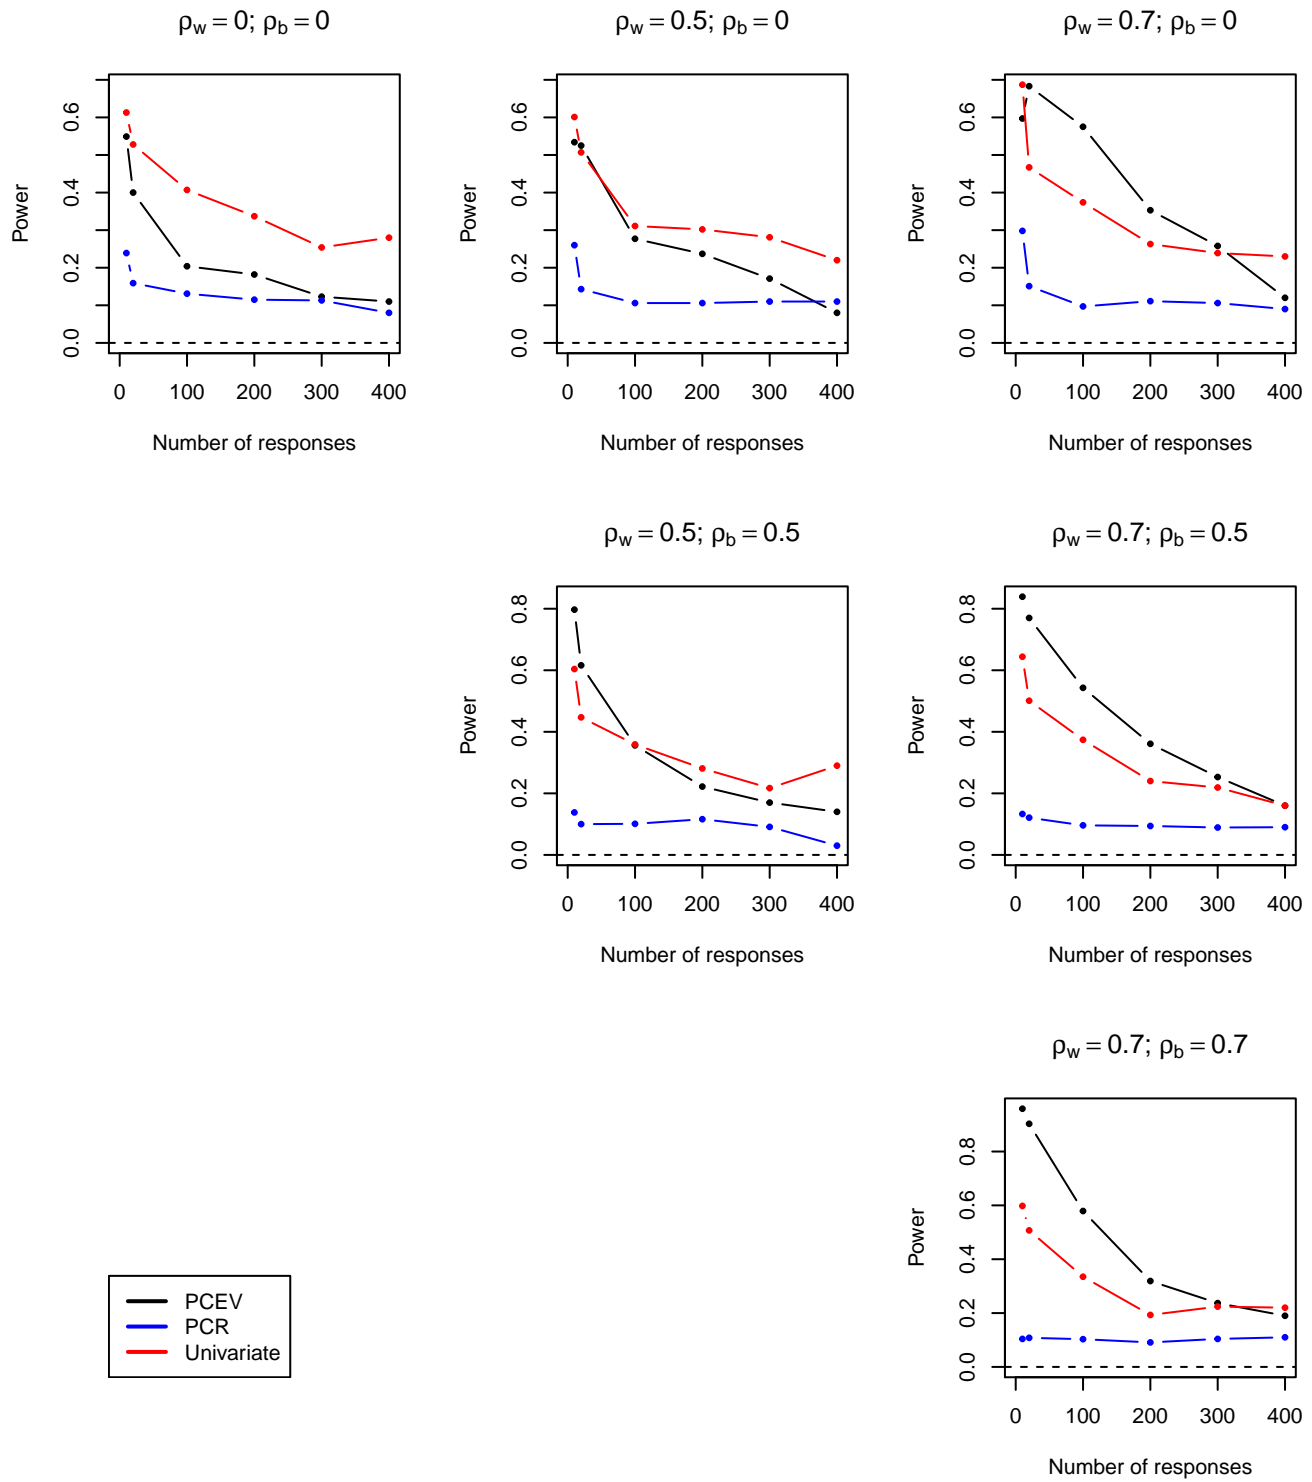 ρw = 0; ρb = 0
ρw = 0.5; ρb = 0
ρw = 0.7; ρb = 0
Power
0.0 0.2 0.4 0.6
0 100 200 300 400
Number of responses
Power
0.0 0.2 0.4 0.6
0 100 200 300 400
Number of responses
Power
0.0 0.2 0.4 0.6
0 100 200 300 400
Number of responses
ρw = 0.5; ρb = 0.5
ρw = 0.7; ρb = 0.5
Power
0.0 0.2 0.4 0.6 0.8
0 100 200 300 400
Number of responses
Power
0.0 0.2 0.4 0.6 0.8
0 100 200 300 400
Number of responses
ρw = 0.7; ρb = 0.7
Power
0.0 0.2 0.4 0.6 0.8
0 100 200 300 400
Number of responses
PCEV
PCR
Univariate